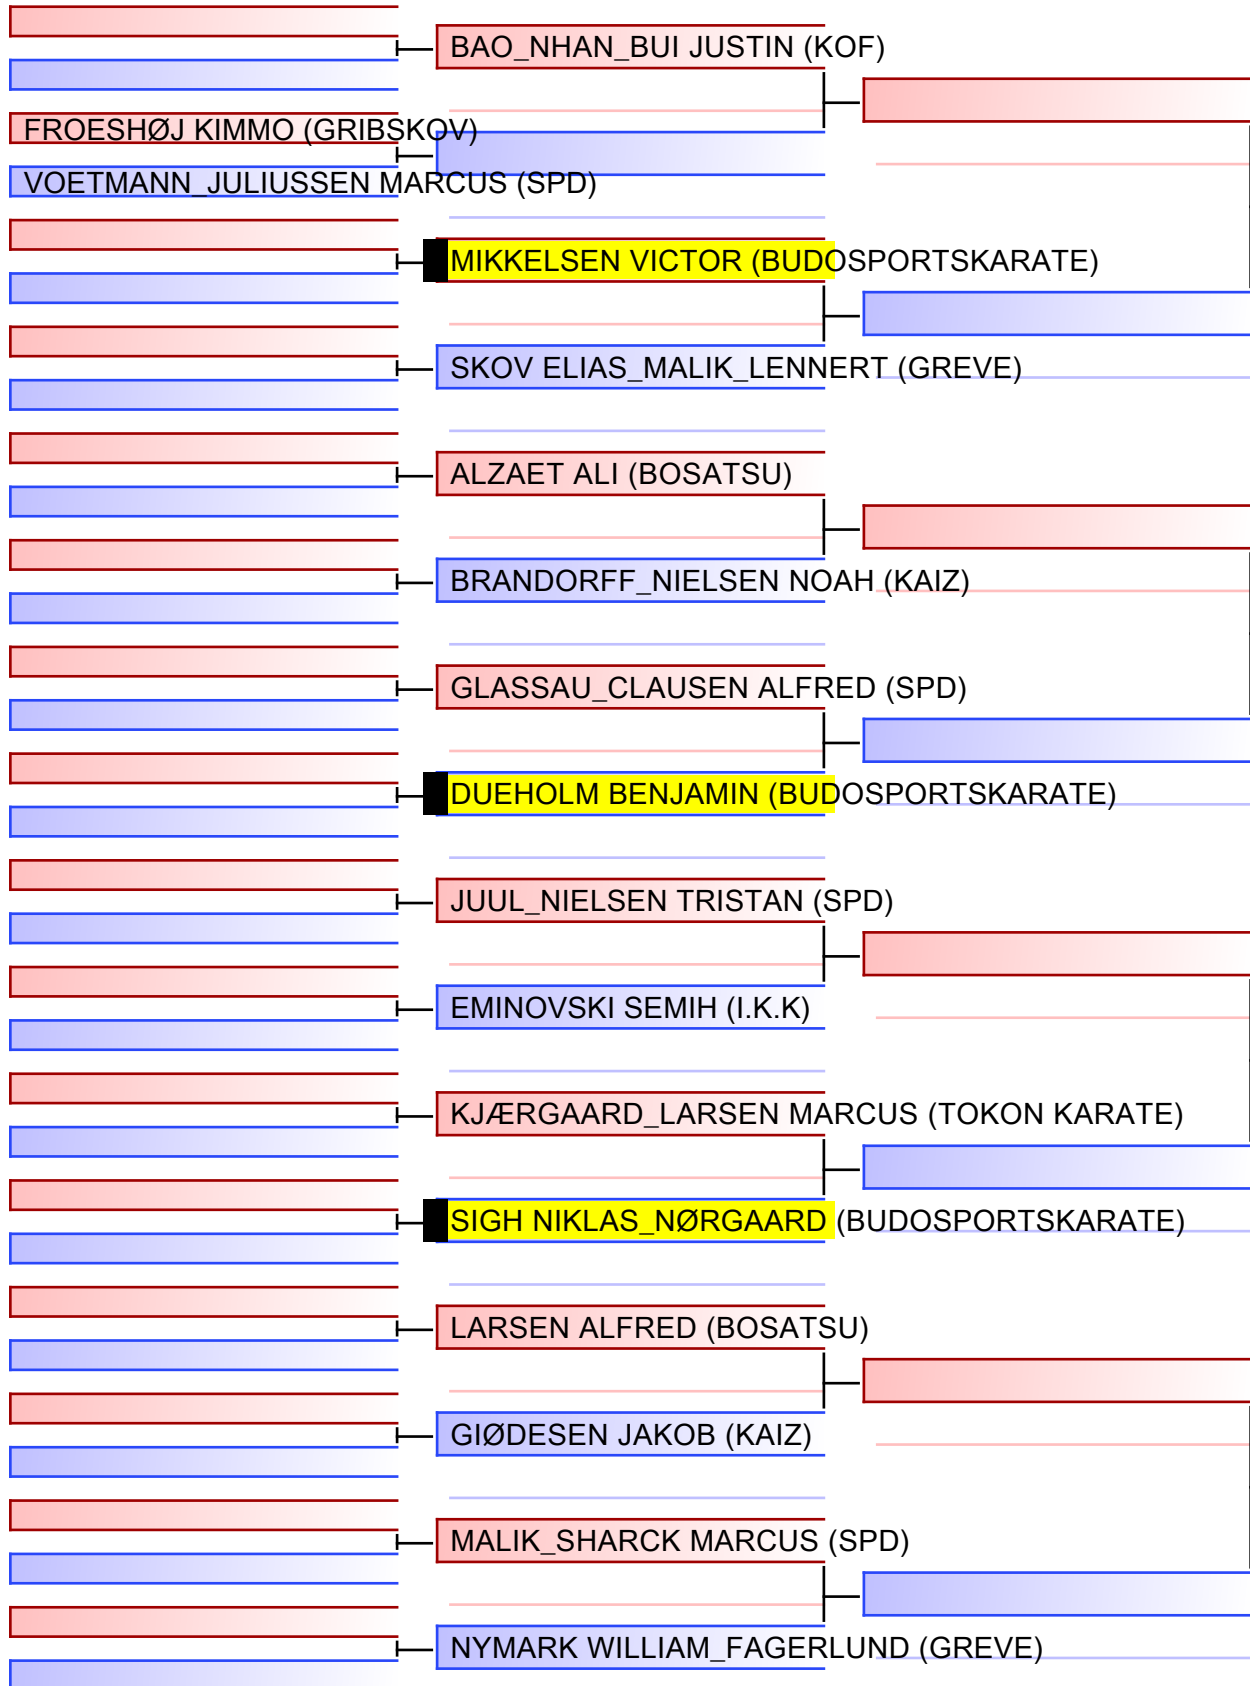 BAO_NHAN_BUI JUSTIN (KOF)
FROESHØJ KIMMO (GRIBSKOV)
VOETMANN_JULIUSSEN MARCUS (SPD)
MIKKELSEN VICTOR (BUDOSPORTSKARATE)
SKOV ELIAS_MALIK_LENNERT (GREVE)
ALZAET ALI (BOSATSU)
BRANDORFF_NIELSEN NOAH (KAIZ)
GLASSAU_CLAUSEN ALFRED (SPD)
DUEHOLM BENJAMIN (BUDOSPORTSKARATE)
JUUL_NIELSEN TRISTAN (SPD)
EMINOVSKI SEMIH (I.K.K)
KJÆRGAARD_LARSEN MARCUS (TOKON KARATE)
SIGH NIKLAS_NØRGAARD (BUDOSPORTSKARATE)
LARSEN ALFRED (BOSATSU)
GIØDESEN JAKOB (KAIZ)
MALIK_SHARCK MARCUS (SPD)
NYMARK WILLIAM_FAGERLUND (GREVE)